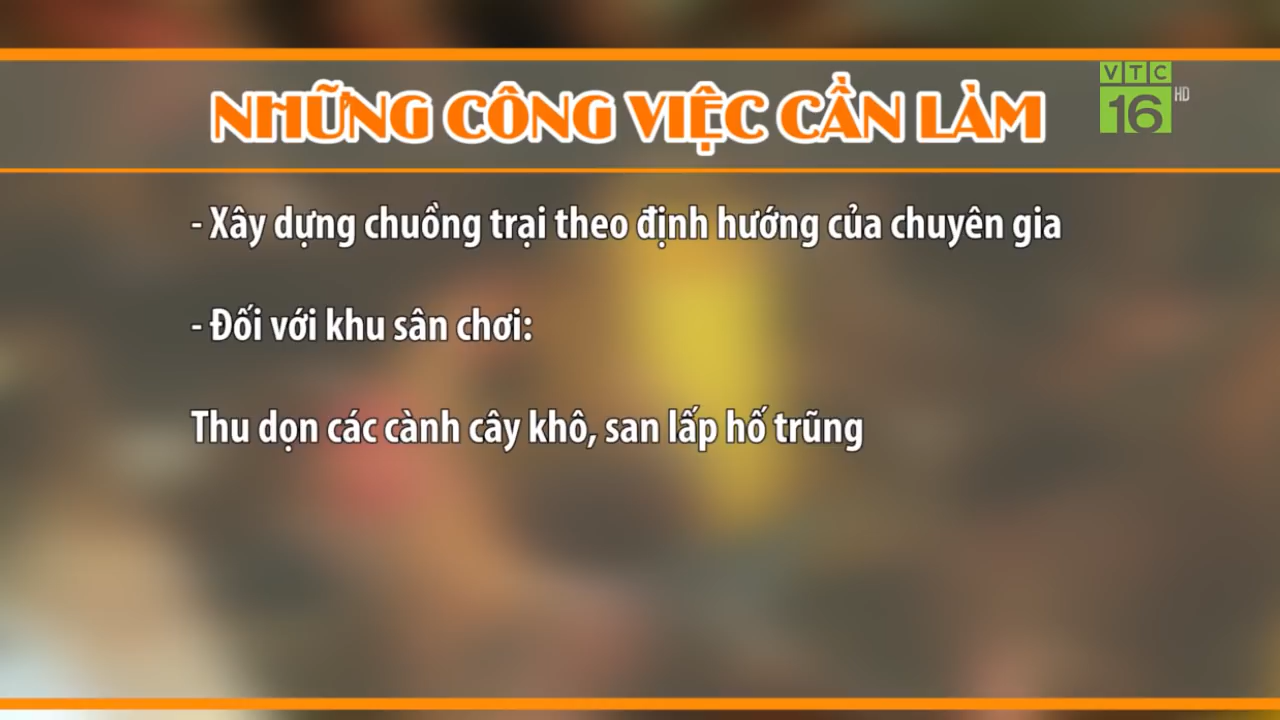 NHỮNG CÔNG VIỆC CẦN LÀM
VTC
16
HD
- Xây dựng chuồng trại theo định hướng của chuyên gia
- Đối với khu sân chơi:
Thu dọn các cành cây khô, san lấp hố trũng